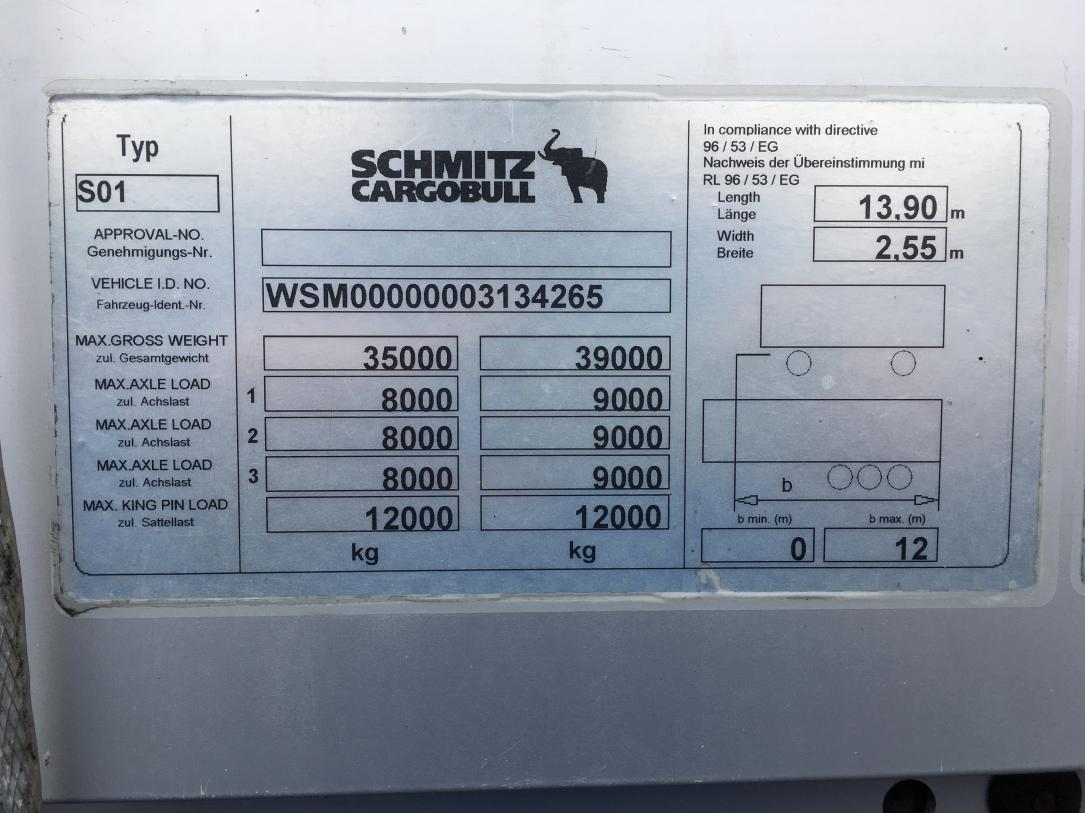 Typ
S01
SCHMITZ
CARGOBULL
APPROVAL-NO.
Genehmigungs-Nr.
VEHICLE I.D. NO.
Fahrzeug-Ident.-Nr.
WSM00000003134265
MAX.GROSS WEIGHT
zul. Gesamtgewicht
35000 39000
MAX.AXLE LOAD
zul. Achslast
1 8000 9000
MAX.AXLE LOAD
zul. Achslast
2 8000 9000
MAX.AXLE LOAD
zul. Achslast
3 8000 9000
MAX. KING PIN LOAD
zul. Sattellast
12000 12000
kg kg
In compliance with directive
96 / 53 / EG
Nachweis der Übereinstimmung mi
RL 96 / 53 / EG
Length
Länge
13,90 m
Width
Breite
2,55 m
b
b min. (m) b max. (m)
0 12